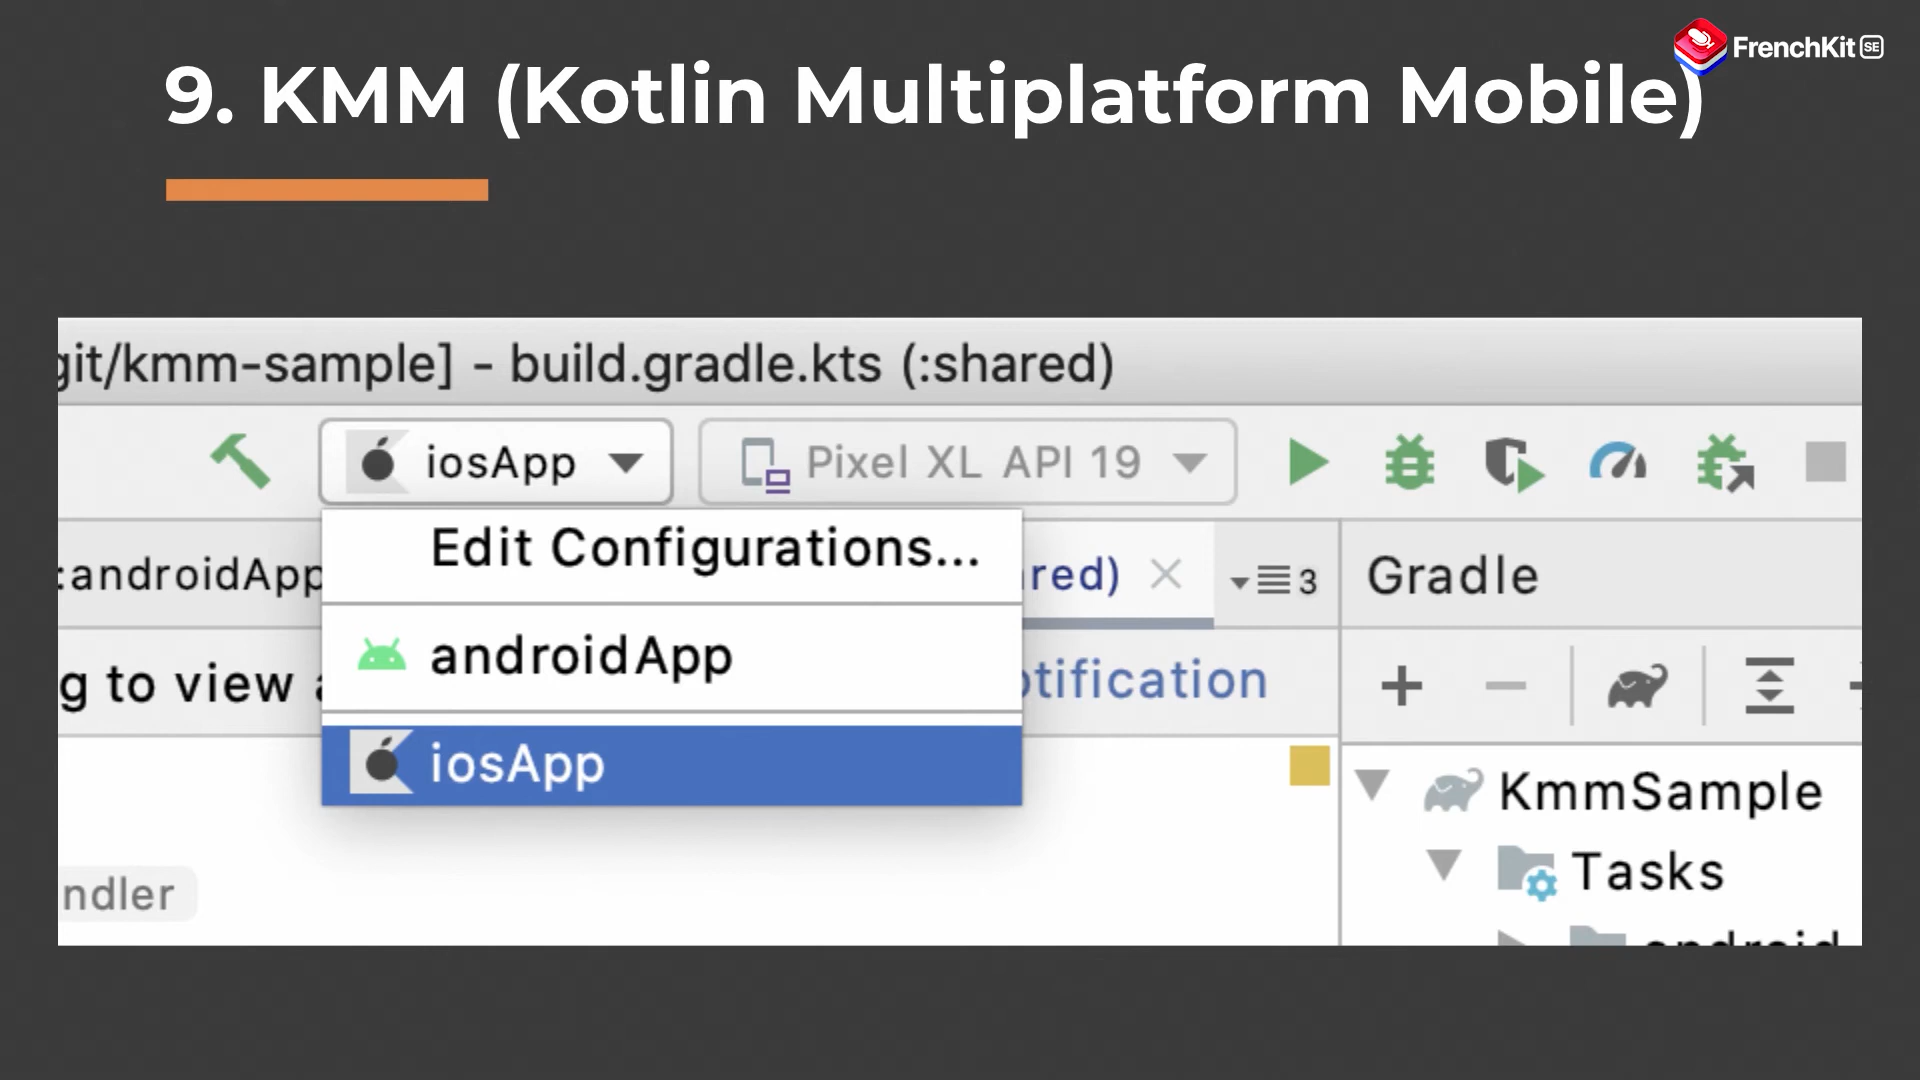 9. KMM (Kotlin Multiplatform Mobile)
FrenchKit SE
git/kmm-sample] - build.gradle.kts (:shared)
iosApp
Pixel XL API 19
Edit Configurations...
:androidApp
red)
3
Gradle
androidApp
g to view
tification
iosApp
KmmSample
Tasks
ndler
android